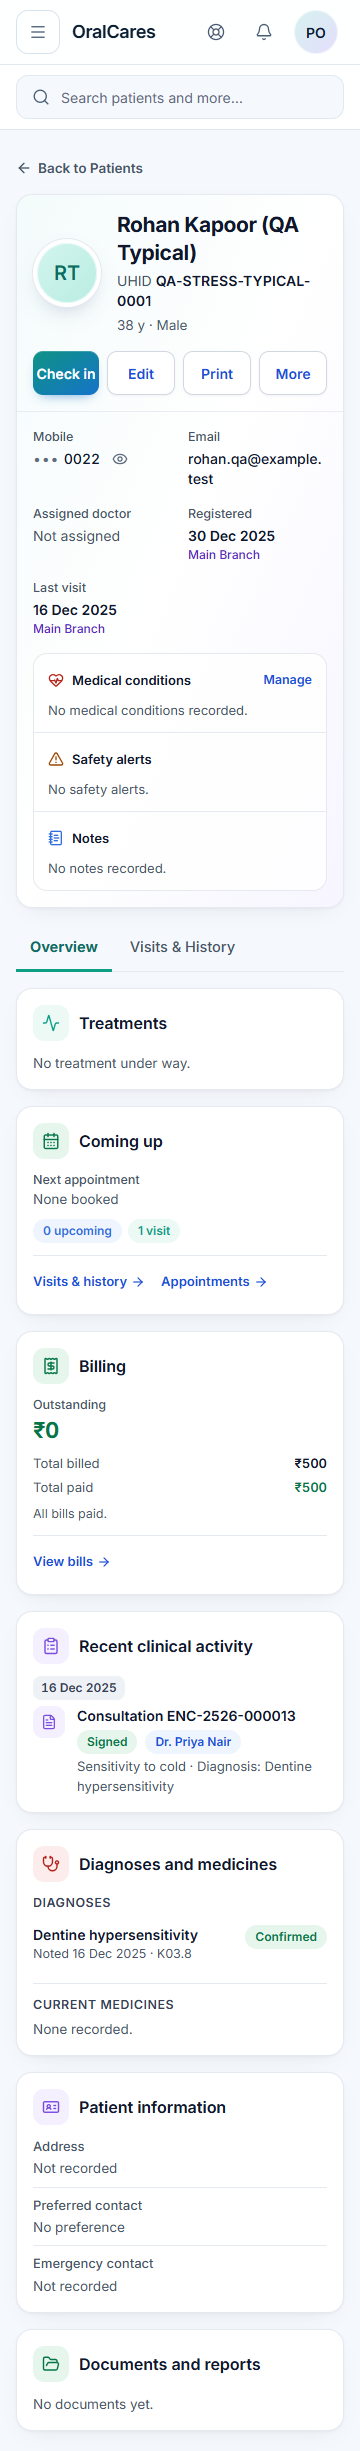 OralCares
PO
Search patients and more...
Back to Patients
RT
Rohan Kapoor (QA
Typical)
UHID QA-STRESS-TYPICAL-
0001
38 y · Male
Check in
Edit
Print
More
Mobile
••• 0022
Email
rohan.qa@example.
test
Assigned doctor
Not assigned
Registered
30 Dec 2025
Main Branch
Last visit
16 Dec 2025
Main Branch
Medical conditions
Manage
No medical conditions recorded.
Safety alerts
No safety alerts.
Notes
No notes recorded.
Overview
Visits & History
Treatments
No treatment under way.
Coming up
Next appointment
None booked
0 upcoming
1 visit
Visits & history →
Appointments →
Billing
Outstanding
₹0
Total billed ₹500
Total paid ₹500
All bills paid.
View bills →
Recent clinical activity
16 Dec 2025
Consultation ENC-2526-000013
Signed
Dr. Priya Nair
Sensitivity to cold · Diagnosis: Dentine
hypersensitivity
Diagnoses and medicines
DIAGNOSES
Dentine hypersensitivity
Confirmed
Noted 16 Dec 2025 · K03.8
CURRENT MEDICINES
None recorded.
Patient information
Address
Not recorded
Preferred contact
No preference
Emergency contact
Not recorded
Documents and reports
No documents yet.